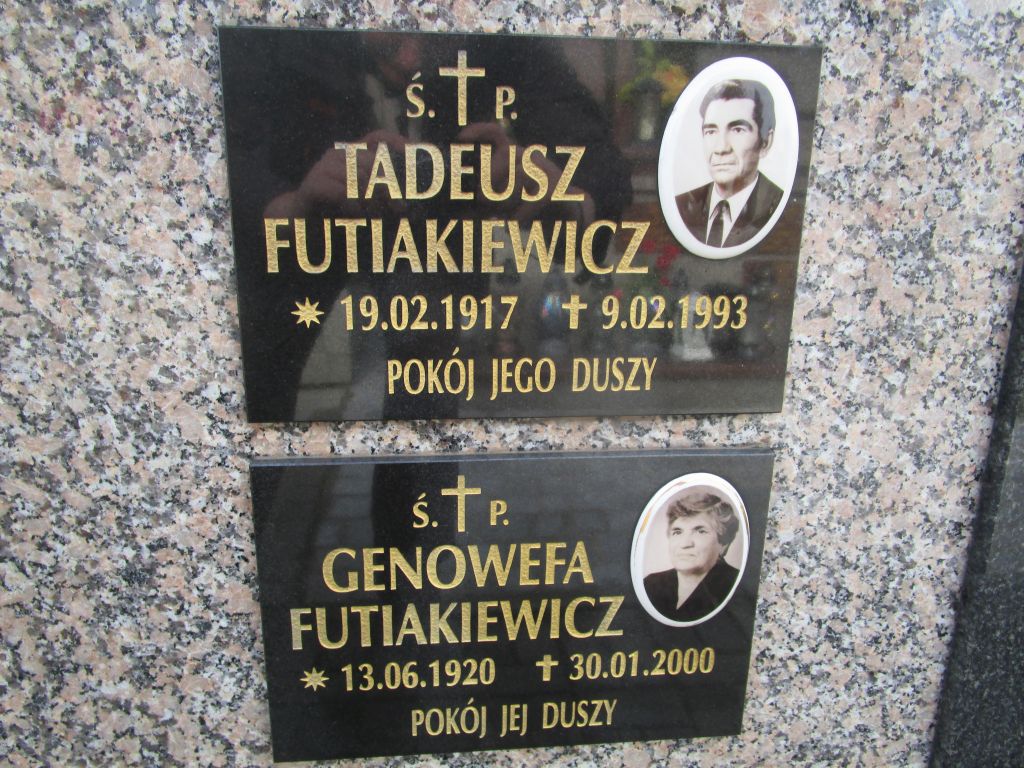 Ś. P.
TADEUSZ
FUTIAKIEWICZ
19.02.1917 9.02.1993
POKÓJ JEGO DUSZY
Ś. P.
GENOWEFA
FUTIAKIEWICZ
13.06.1920 30.01.2000
POKÓJ JEJ DUSZY